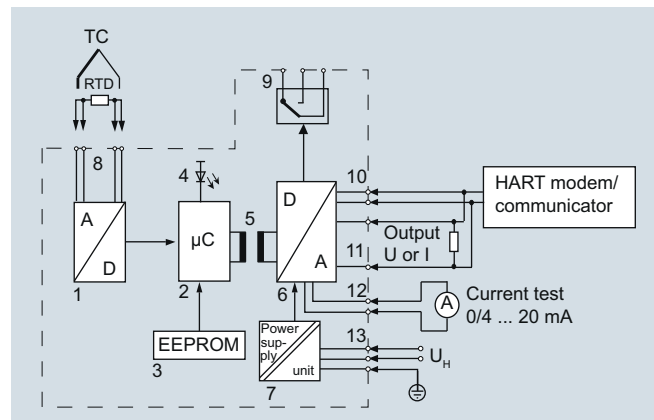 TC
RTD
9
8
4
10
HART modem/
communicator
A
D
D
5
µC
Output
U or I
11
A
1
2
6
12
A
Current test
0/4 ... 20 mA
EEPROM
3
Power
sup-
ply
unit
7
13
U_H